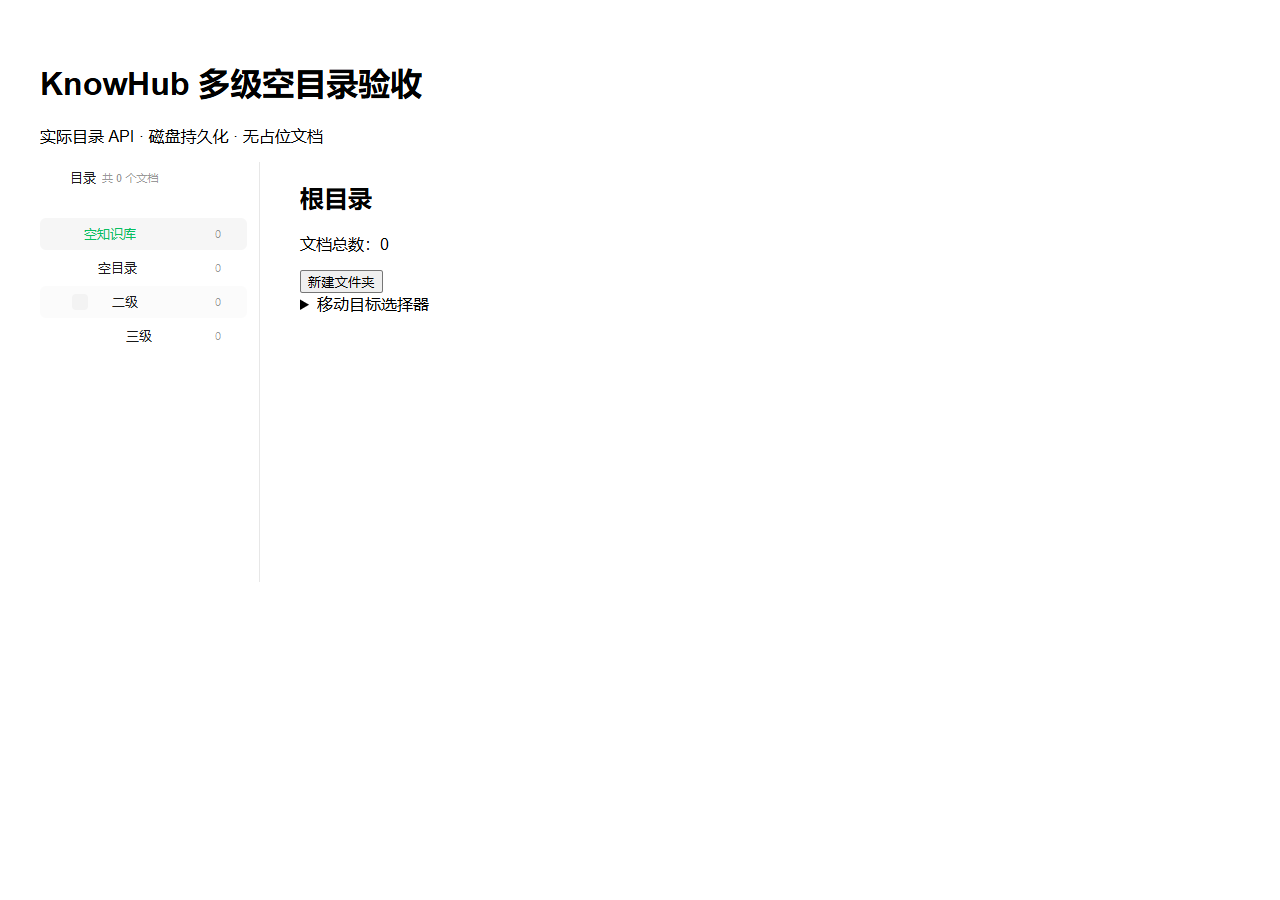 KnowHub 多级空目录验收
实际目录 API · 磁盘持久化 · 无占位文档
目录 共 0 个文档
空知识库 0
空目录 0
二级 0
三级 0
根目录
文档总数：0
新建文件夹
移动目标选择器